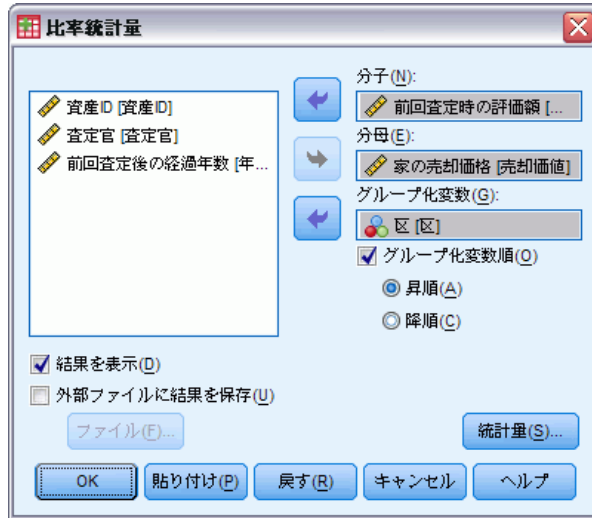 比率統計量
資産ID [資産ID]
査定官 [査定官]
前回査定後の経過年数 [年...
分子(N):
前回査定時の評価額 [...
分母(E):
家の売却価格 [売却価値]
グループ化変数(G):
区 [区]
グループ化変数順(O)
昇順(A)
降順(C)
結果を表示(D)
外部ファイルに結果を保存(U)
ファイル(F)...
統計量(S)...
OK
貼り付け(P)
戻す(R)
キャンセル
ヘルプ